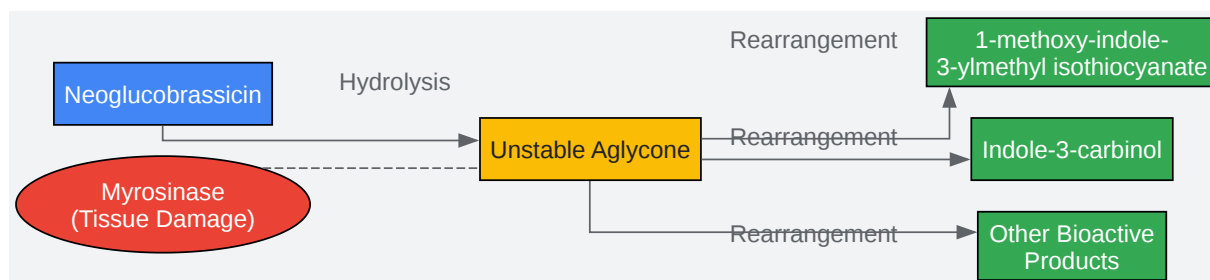 Rearrangement
1-methoxy-indole-
3-ylmethyl isothiocyanate
Neoglucobrassicin
Hydrolysis
Unstable Aglycone
Rearrangement
Indole-3-carbinol
Myrosinase
(Tissue Damage)
Rearrangement
Other Bioactive
Products